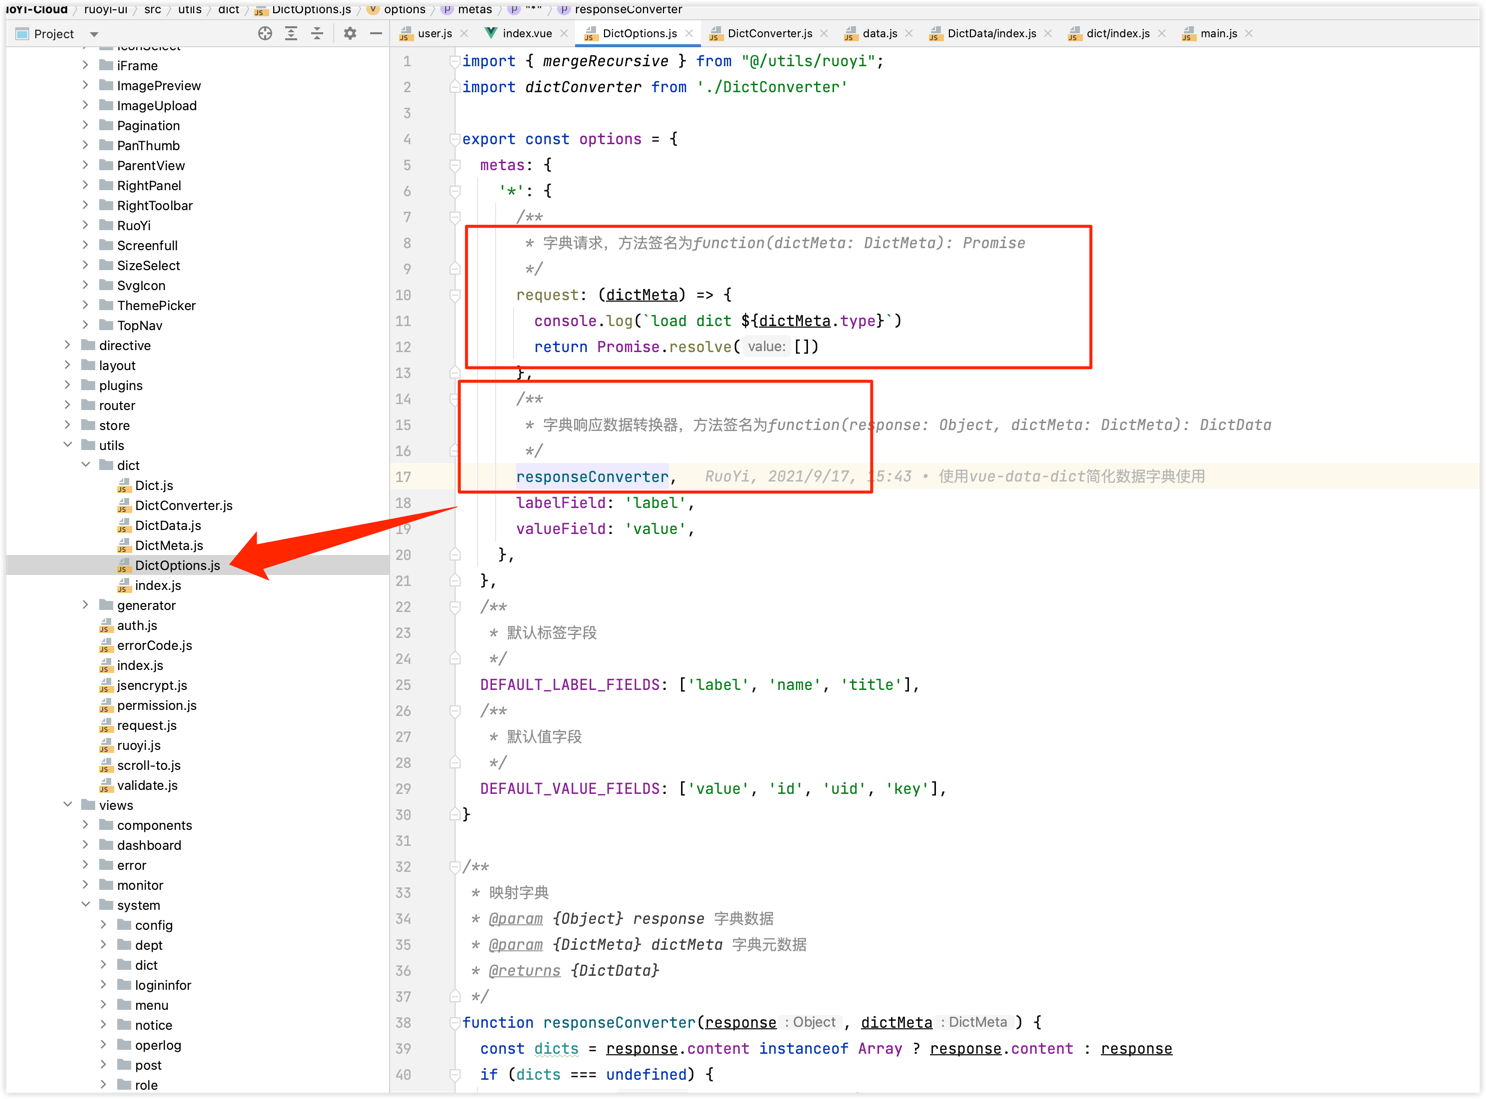 uoYi-Cloud / ruoyi-ui / src / utils / dict / DictOptions.js / options / metas / "*" / responseConverter
Project
user.js
index.vue
DictOptions.js
DictConverter.js
data.js
DictData/index.js
dict/index.js
main.js
IconSelect
iFrame
ImagePreview
ImageUpload
Pagination
PanThumb
ParentView
RightPanel
RightToolbar
RuoYi
Screenfull
SizeSelect
SvgIcon
ThemePicker
TopNav
directive
layout
plugins
router
store
utils
dict
Dict.js
DictConverter.js
DictData.js
DictMeta.js
DictOptions.js
index.js
generator
auth.js
errorCode.js
index.js
jsencrypt.js
permission.js
request.js
ruoyi.js
scroll-to.js
validate.js
views
components
dashboard
error
monitor
system
config
dept
dict
logininfor
menu
notice
operlog
post
role
1 import { mergeRecursive } from "@/utils/ruoyi";
2 import dictConverter from './DictConverter'
3
4 export const options = {
5 metas: {
6 '*': {
7 /**
8 * 字典请求，方法签名为function(dictMeta: DictMeta): Promise
9 */
10 request: (dictMeta) => {
11 console.log(`load dict ${dictMeta.type}`)
12 return Promise.resolve( value: [])
13 },
14 /**
15 * 字典响应数据转换器，方法签名为function(response: Object, dictMeta: DictMeta): DictData
16 */
17 responseConverter, RuoYi, 2021/9/17, 15:43 • 使用vue-data-dict简化数据字典使用
18 labelField: 'label',
19 valueField: 'value',
20 },
21 },
22 /**
23 * 默认标签字段
24 */
25 DEFAULT_LABEL_FIELDS: ['label', 'name', 'title'],
26 /**
27 * 默认值字段
28 */
29 DEFAULT_VALUE_FIELDS: ['value', 'id', 'uid', 'key'],
30 }
31
32 /**
33 * 映射字典
34 * @param {Object} response 字典数据
35 * @param {DictMeta} dictMeta 字典元数据
36 * @returns {DictData}
37 */
38 function responseConverter(response : Object , dictMeta : DictMeta ) {
39 const dicts = response.content instanceof Array ? response.content : response
40 if (dicts === undefined) {